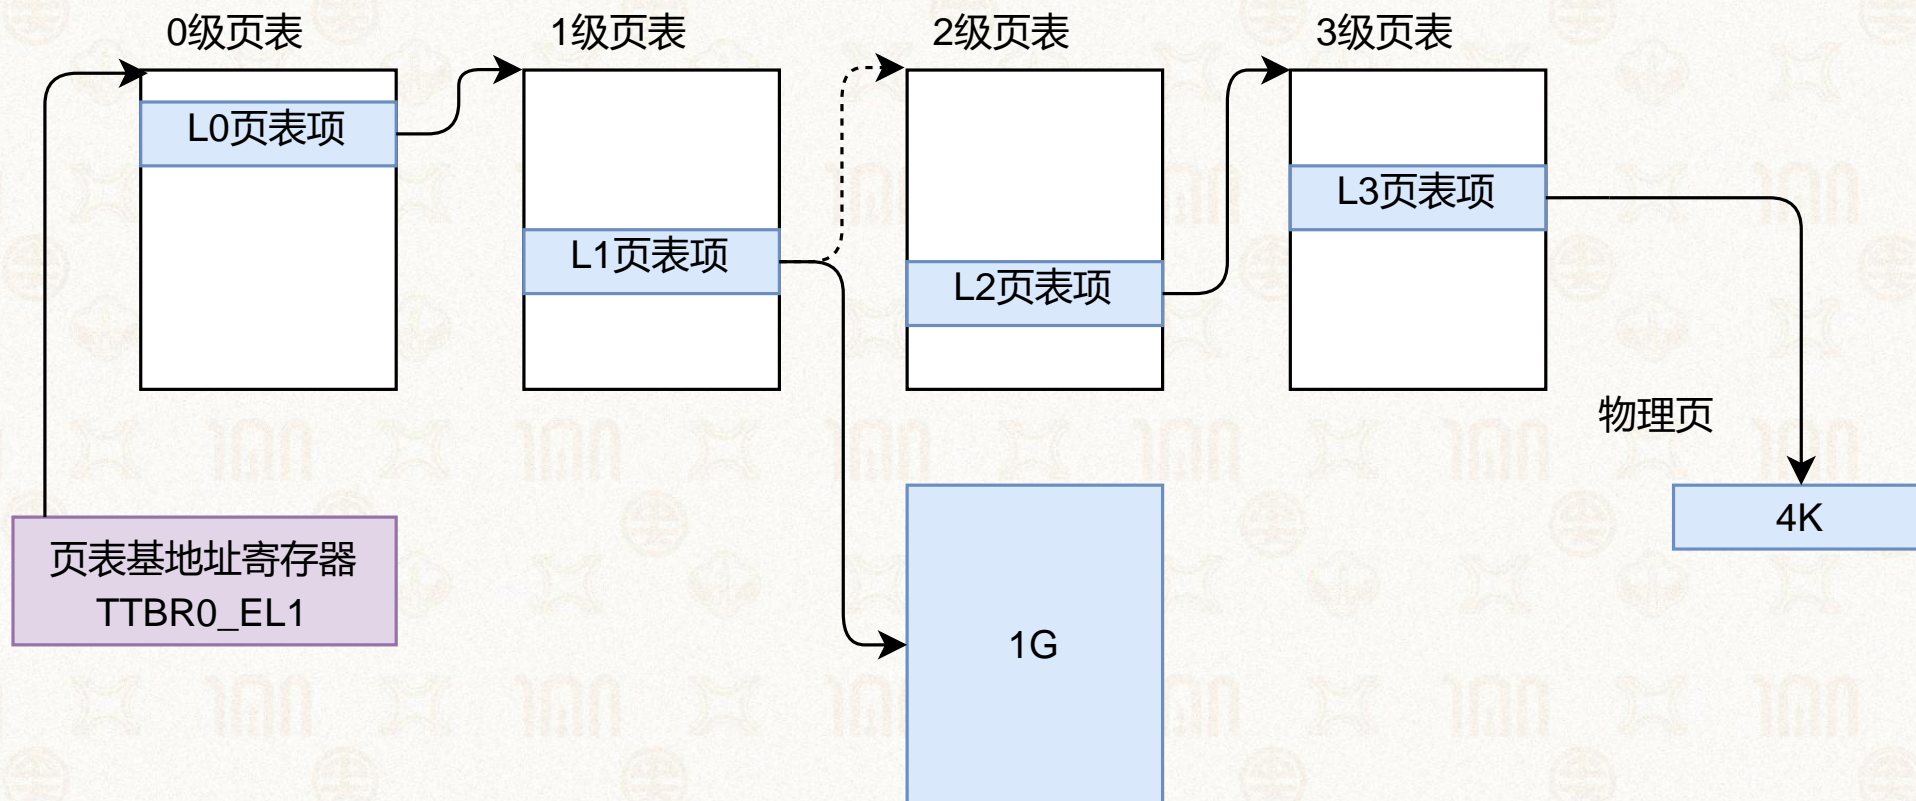 0级页表
1级页表
2级页表
3级页表
L0页表项
L1页表项
L2页表项
L3页表项
物理页
4K
页表基地址寄存器
TTBR0_EL1
1G